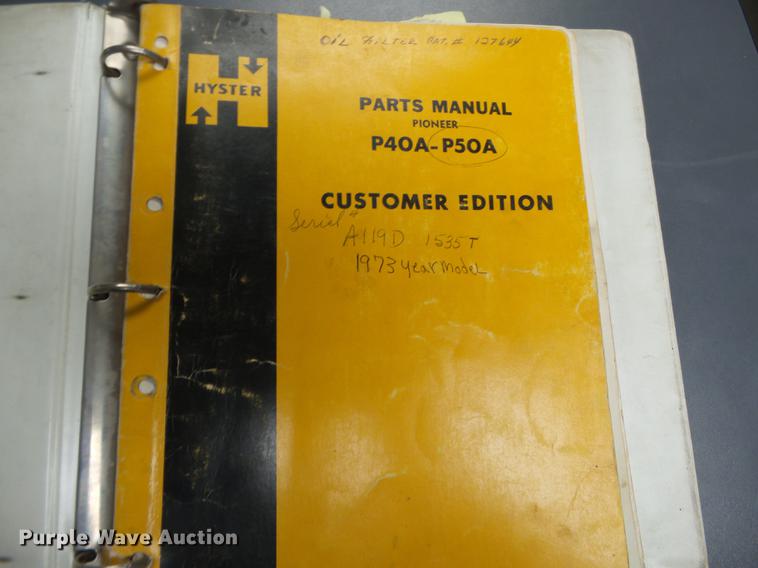 OIL FILTER PAT. # 127644
HYSTER
PARTS MANUAL
PIONEER
P40A-P50A
CUSTOMER EDITION
Serial #
A119D 1535T
1973 year Model
Purple Wave Auction